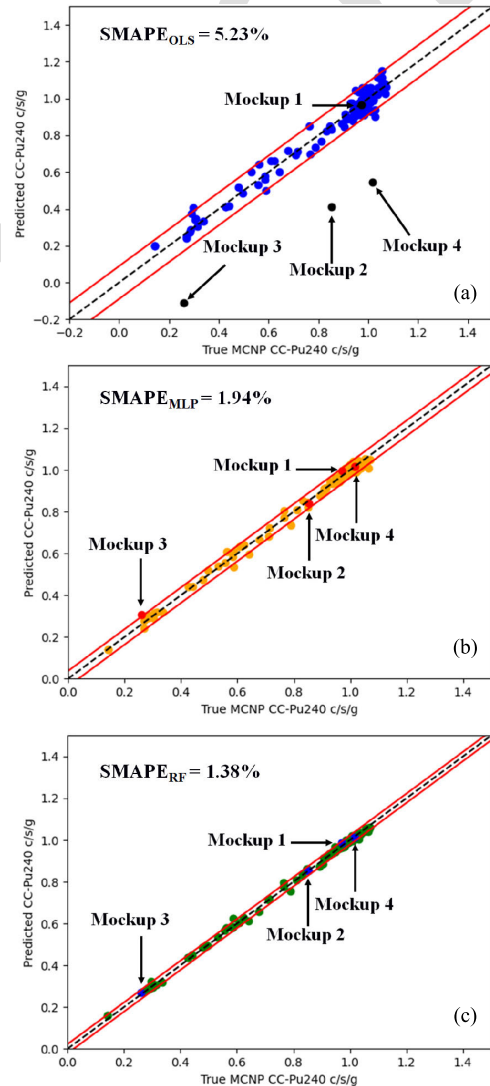 1.4
SMAPE_OLS = 5.23%
1.2
Mockup 1
1.0
0.8
0.6
Mockup 3
Mockup 4
0.4
Mockup 2
0.2
0.0
(a)
−0.2
−0.2 0.0 0.2 0.4 0.6 0.8 1.0 1.2 1.4
Predicted CC-Pu240 c/s/g
True MCNP CC-Pu240 c/s/g
1.4
SMAPE_MLP = 1.94%
1.2
Mockup 1
1.0
0.8
Mockup 4
Mockup 3
0.6
Mockup 2
0.4
0.2
(b)
0.0
0.0 0.2 0.4 0.6 0.8 1.0 1.2 1.4
Predicted CC-Pu240 c/s/g
True MCNP CC-Pu240 c/s/g
1.4
SMAPE_RF = 1.38%
1.2
Mockup 1
1.0
0.8
Mockup 4
0.6
Mockup 2
Mockup 3
0.4
0.2
(c)
0.0
0.0 0.2 0.4 0.6 0.8 1.0 1.2 1.4
Predicted CC-Pu240 c/s/g
True MCNP CC-Pu240 c/s/g